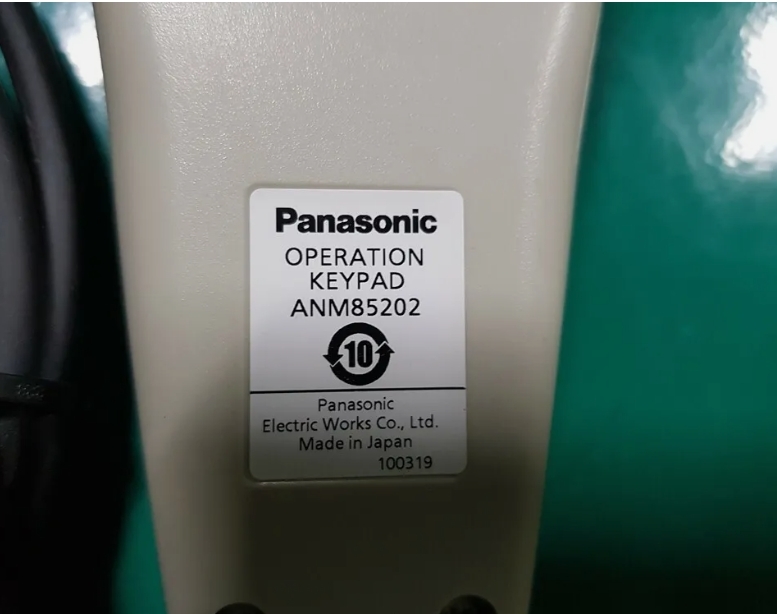 Panasonic
OPERATION
KEYPAD
ANM85202
10
Panasonic
Electric Works Co., Ltd.
Made in Japan
100319